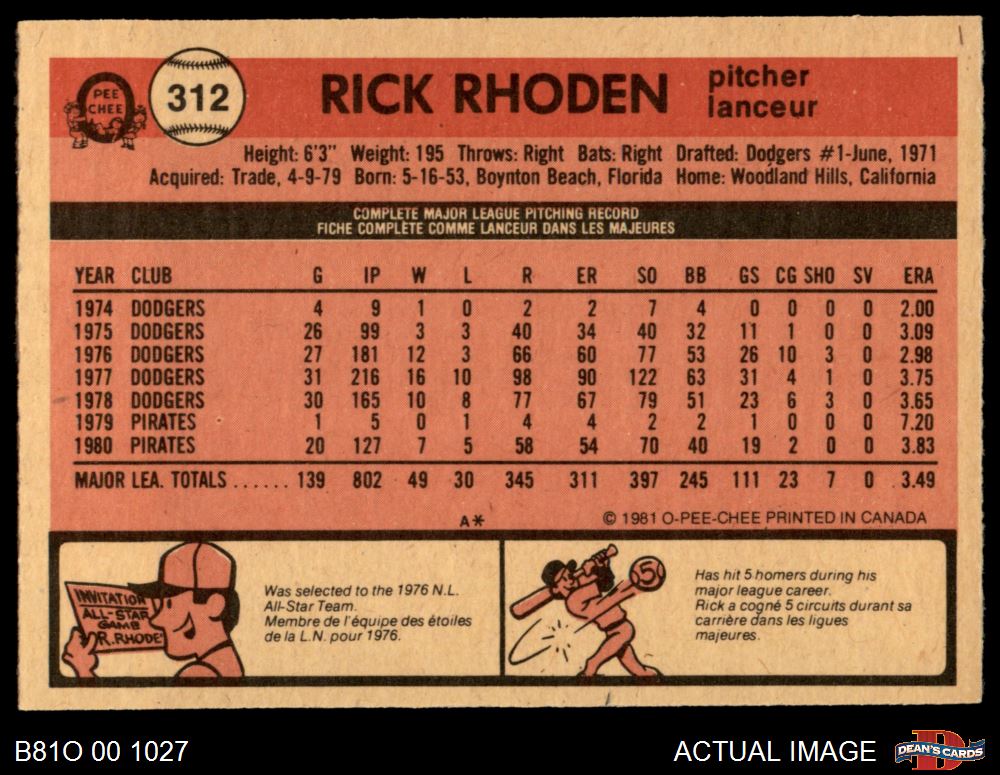 PEE
CHEE
312
RICK RHODEN
pitcher
lanceur
Height: 6'3" Weight: 195 Throws: Right Bats: Right Drafted: Dodgers #1-June, 1971
Acquired: Trade, 4-9-79 Born: 5-16-53, Boynton Beach, Florida Home: Woodland Hills, California
COMPLETE MAJOR LEAGUE PITCHING RECORD
FICHE COMPLÈTE COMME LANCEUR DANS LES MAJEURES
YEAR CLUB G IP W L R ER SO BB GS CG SHO SV ERA
1974 DODGERS 4 9 1 0 2 2 7 4 0 0 0 0 2.00
1975 DODGERS 26 99 3 3 40 34 40 32 11 1 0 0 3.09
1976 DODGERS 27 181 12 3 66 60 77 53 26 10 3 0 2.98
1977 DODGERS 31 216 16 10 98 90 122 63 31 4 1 0 3.75
1978 DODGERS 30 165 10 8 77 67 79 51 23 6 3 0 3.65
1979 PIRATES 1 5 0 1 4 4 2 2 1 0 0 0 7.20
1980 PIRATES 20 127 7 5 58 54 70 40 19 2 0 0 3.83
MAJOR LEA. TOTALS ...... 139 802 49 30 345 311 397 245 111 23 7 0 3.49
A* © 1981 O-PEE-CHEE PRINTED IN CANADA
INVITATION
ALL-STAR
GAME
R. RHODE
Was selected to the 1976 N.L.
All-Star Team.
Membre de l'équipe des étoiles
de la L.N. pour 1976.
5
Has hit 5 homers during his
major league career.
Rick a cogné 5 circuits durant sa
carrière dans les ligues
majeures.
B81O 00 1027
ACTUAL IMAGE
DEAN'S CARDS